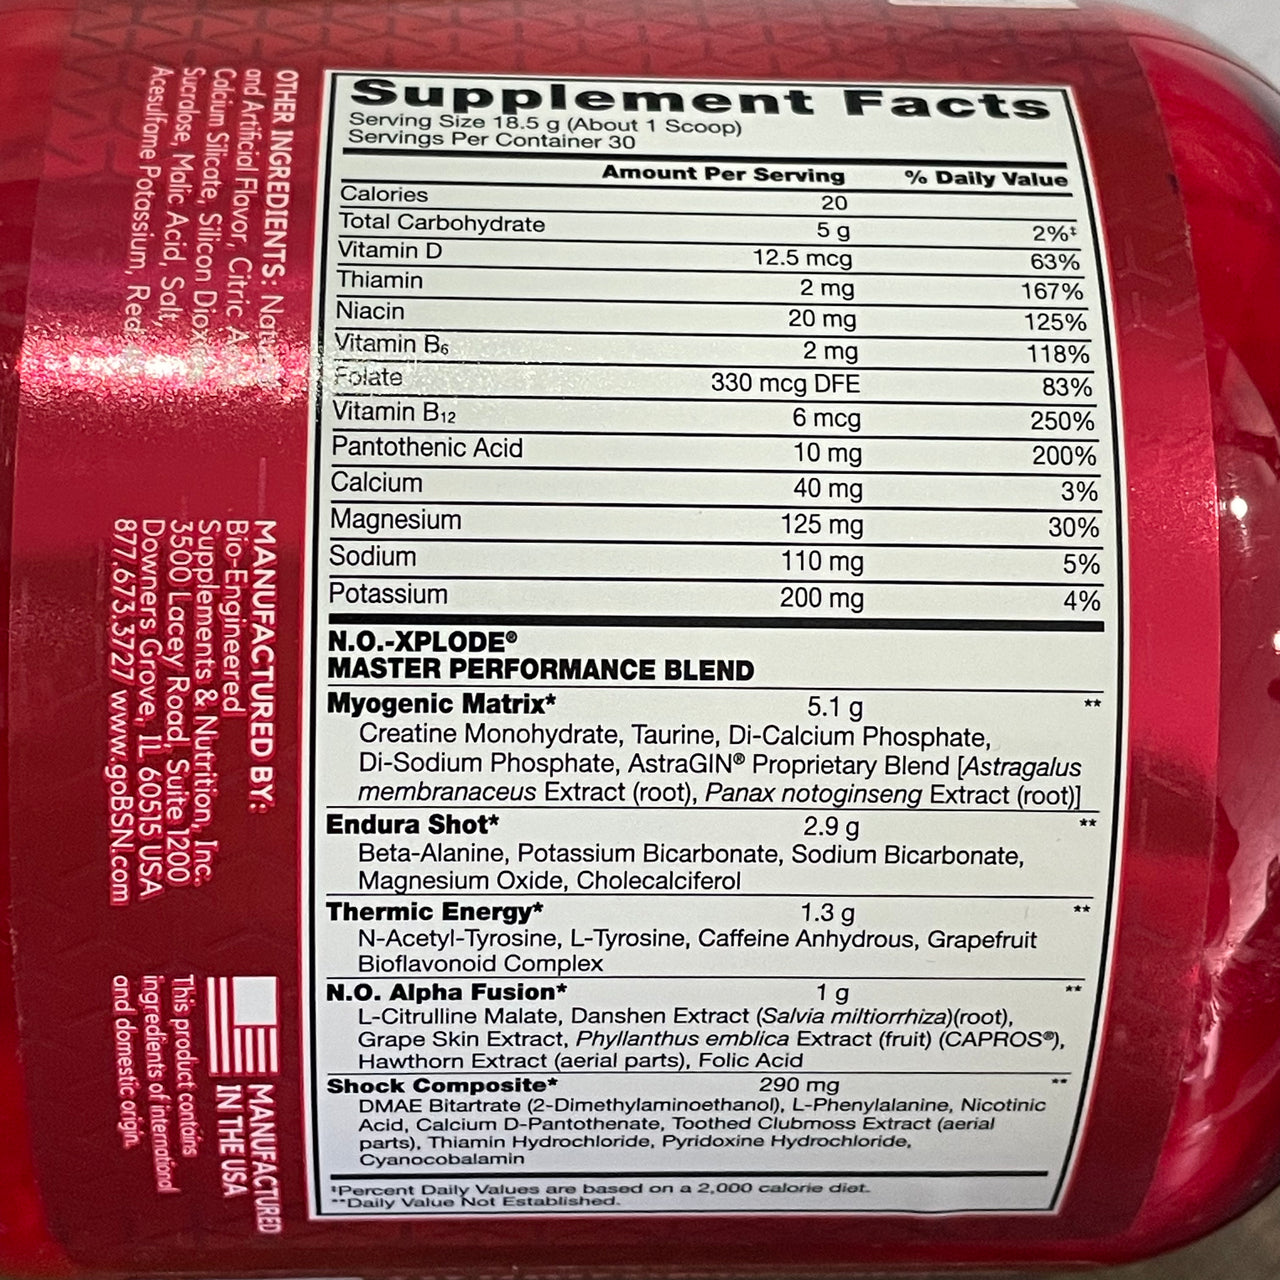 Supplement Facts
Serving Size 18.5 g (About 1 Scoop)
Servings Per Container 30
Amount Per Serving % Daily Value
Calories 20
Total Carbohydrate 5 g 2%‡
Vitamin D 12.5 mcg 63%
Thiamin 2 mg 167%
Niacin 20 mg 125%
Vitamin B₆ 2 mg 118%
Folate 330 mcg DFE 83%
Vitamin B₁₂ 6 mcg 250%
Pantothenic Acid 10 mg 200%
Calcium 40 mg 3%
Magnesium 125 mg 30%
Sodium 110 mg 5%
Potassium 200 mg 4%
N.O.-XPLODE®
MASTER PERFORMANCE BLEND
Myogenic Matrix* 5.1 g **
Creatine Monohydrate, Taurine, Di-Calcium Phosphate,
Di-Sodium Phosphate, AstraGIN® Proprietary Blend [Astragalus
membranaceus Extract (root), Panax notoginseng Extract (root)]
Endura Shot* 2.9 g **
Beta-Alanine, Potassium Bicarbonate, Sodium Bicarbonate,
Magnesium Oxide, Cholecalciferol
Thermic Energy* 1.3 g **
N-Acetyl-Tyrosine, L-Tyrosine, Caffeine Anhydrous, Grapefruit
Bioflavonoid Complex
N.O. Alpha Fusion* 1 g **
L-Citrulline Malate, Danshen Extract (Salvia miltiorrhiza)(root),
Grape Skin Extract, Phyllanthus emblica Extract (fruit) (CAPROS®),
Hawthorn Extract (aerial parts), Folic Acid
Shock Composite* 290 mg **
DMAE Bitartrate (2-Dimethylaminoethanol), L-Phenylalanine, Nicotinic
Acid, Calcium D-Pantothenate, Toothed Clubmoss Extract (aerial
parts), Thiamin Hydrochloride, Pyridoxine Hydrochloride,
Cyanocobalamin
‡Percent Daily Values are based on a 2,000 calorie diet.
**Daily Value Not Established.
OTHER INGREDIENTS:
and Artificial Flavor, Citric
Calcium Silicate, Silicon
Sucralose, Malic Acid, Salt,
Acesulfame Potassium, Red
MANUFACTURED BY:
Bio-Engineered
Supplements & Nutrition, Inc.
3500 Lacey Road, Suite 1200
Downers Grove, IL 60515 USA
877.673.3727 www.goBSN.com
MANUFACTURED
IN THE USA
This product contains
ingredients of international
and domestic origin.